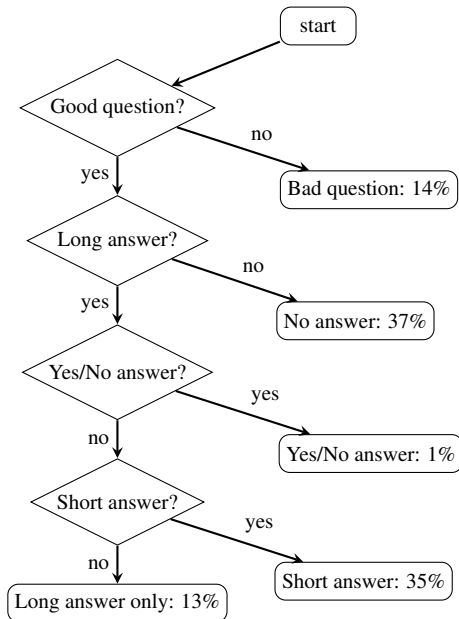 start
Good question?
no
yes
Bad question: 14%
Long answer?
no
yes
No answer: 37%
Yes/No answer?
yes
no
Yes/No answer: 1%
Short answer?
yes
no
Short answer: 35%
Long answer only: 13%